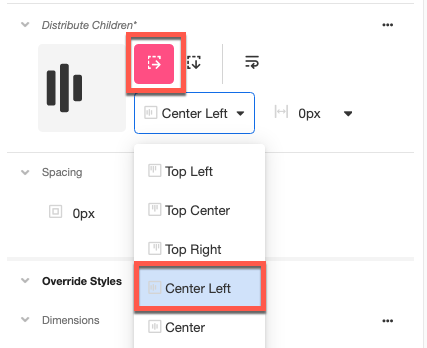 Distribute Children*
Center Left
0px
Top Left
Spacing
Top Center
0px
Top Right
Override Styles
Center Left
Dimensions
Center